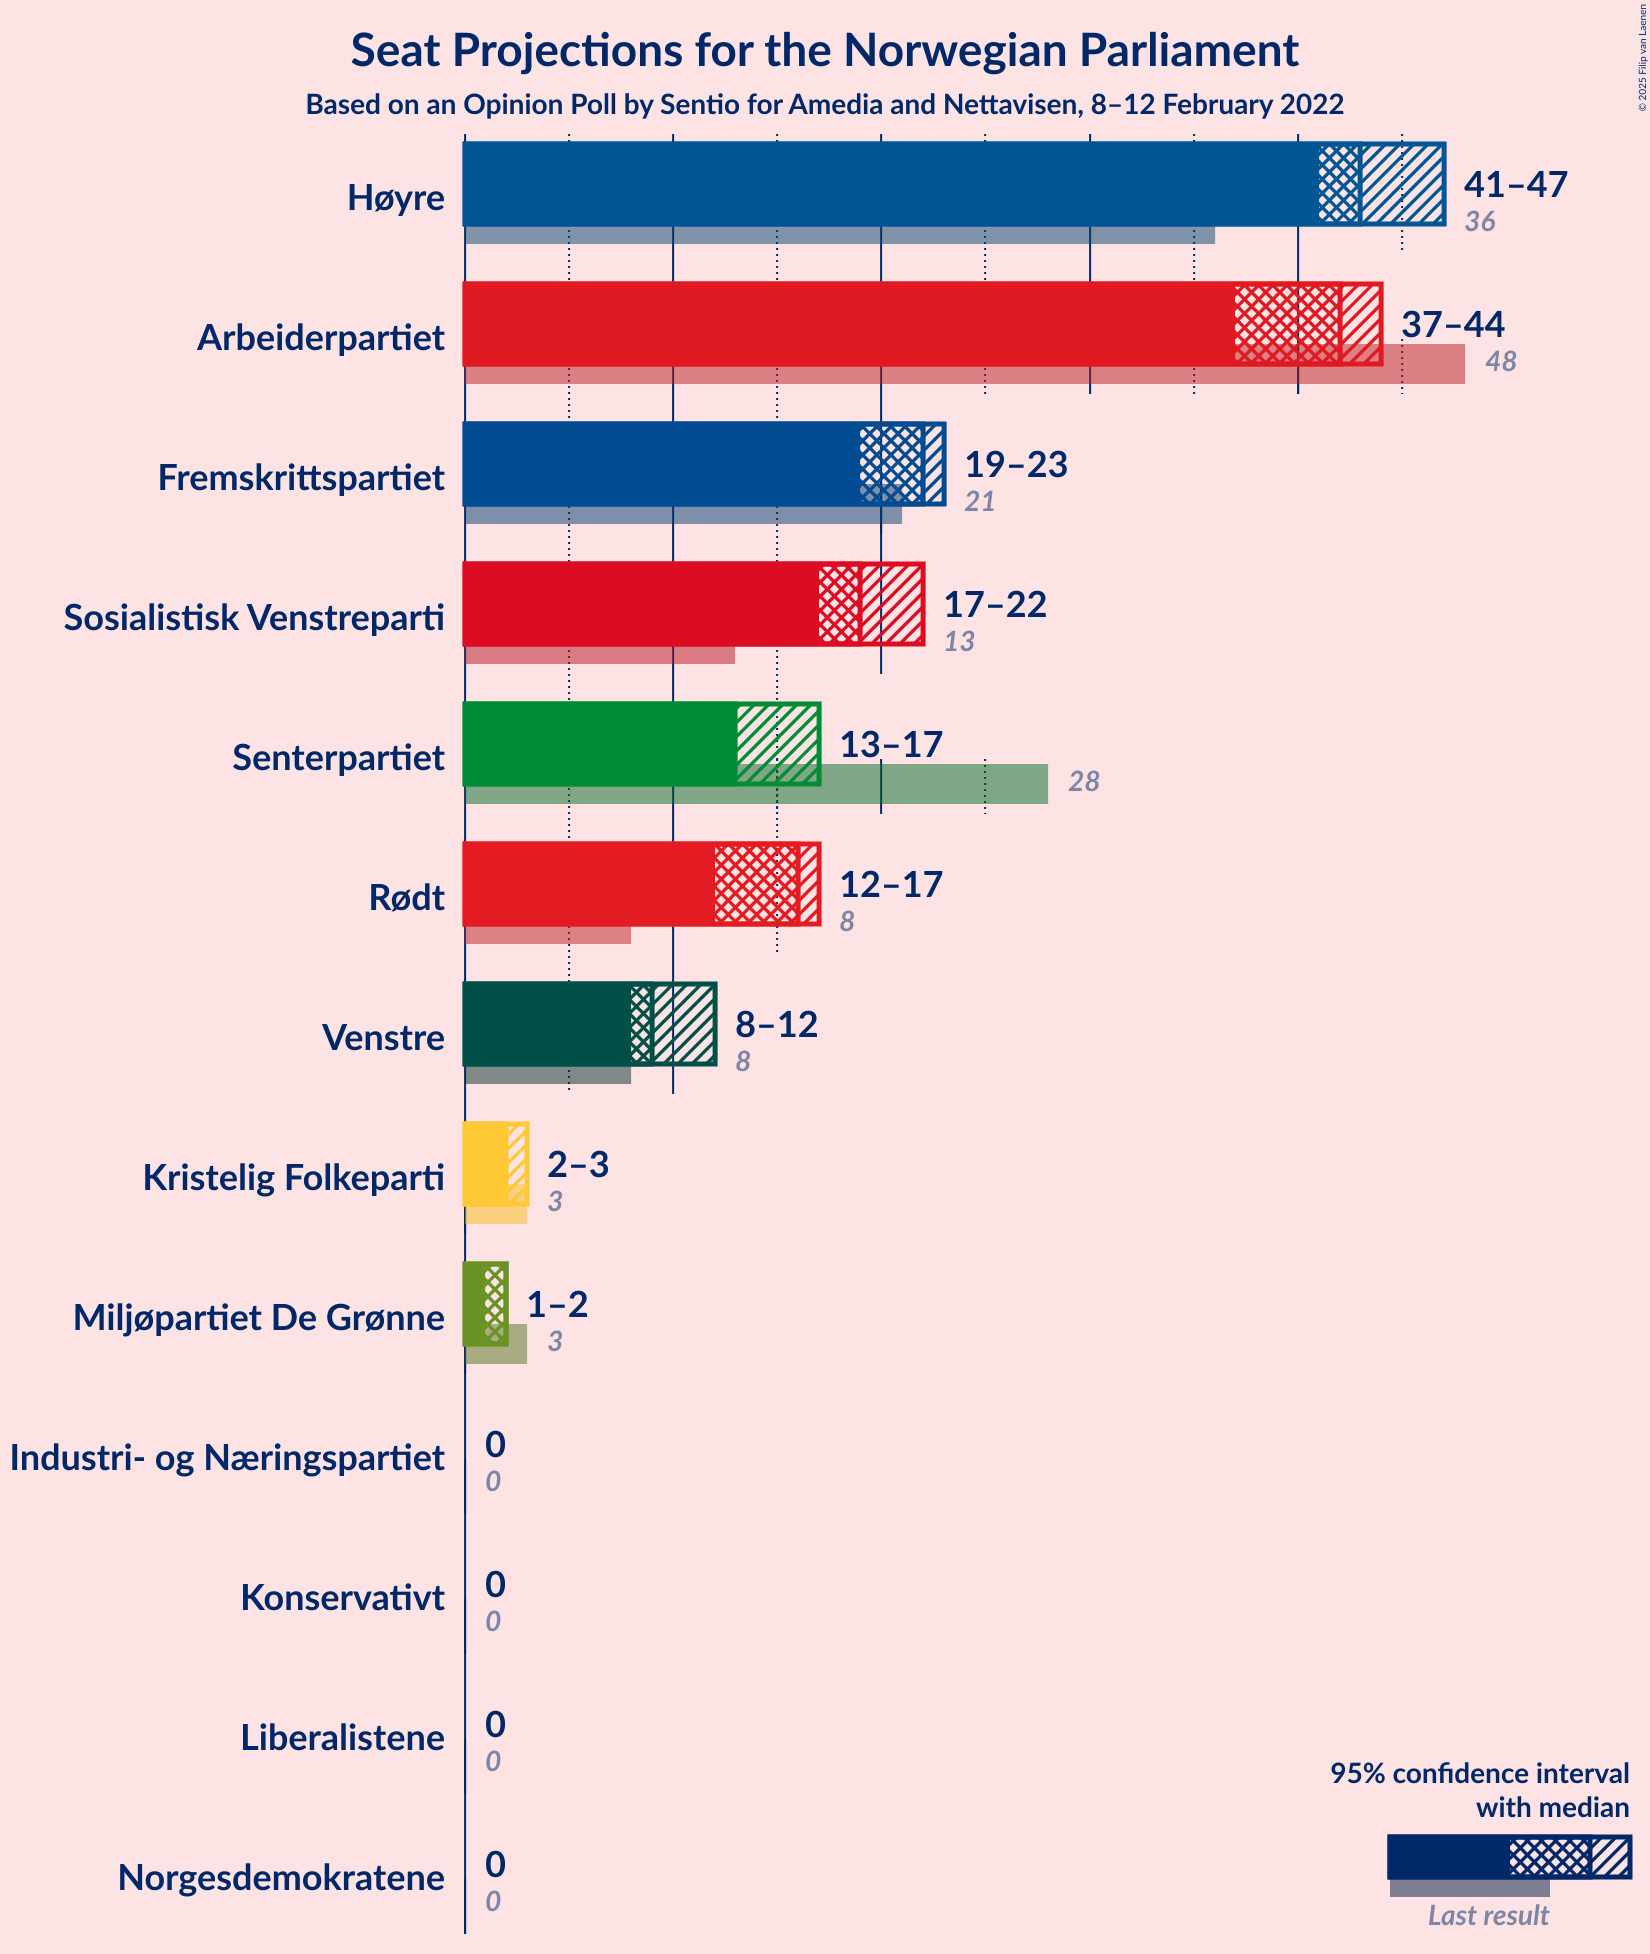 Seat Projections for the Norwegian Parliament
Based on an Opinion Poll by Sentio for Amedia and Nettavisen, 8–12 February 2022
© 2025 Filip van Laenen
Høyre
41–47
36
Arbeiderpartiet
37–44
48
Fremskrittspartiet
19–23
21
Sosialistisk Venstreparti
17–22
13
Senterpartiet
13–17
28
Rødt
12–17
8
Venstre
8–12
8
Kristelig Folkeparti
2–3
3
Miljøpartiet De Grønne
1–2
3
Industri- og Næringspartiet
0
0
Konservativt
0
0
Liberalistene
0
0
Norgesdemokratene
0
0
95% confidence interval
with median
Last result